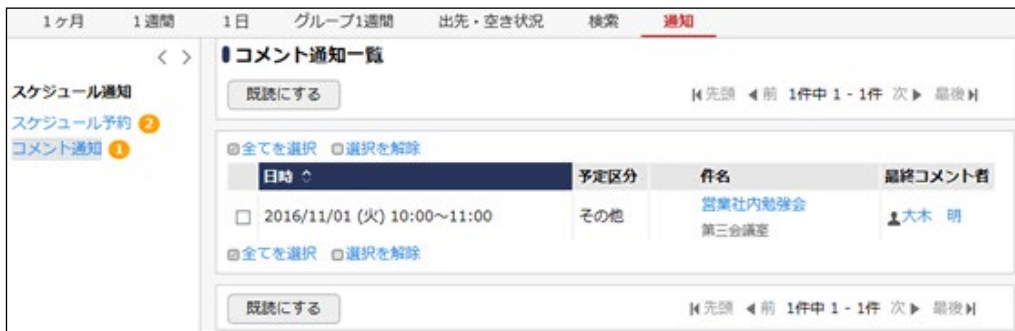 1ヶ月 1週間 1日 グループ1週間 出先・空き状況 検索 通知
コメント通知一覧
スケジュール通知
既読にする 先頭 前 1件中 1 - 1件 次 最後
スケジュール予約 2
コメント通知 1
全てを選択 選択を解除
日時 予定区分 件名 最終コメント者
2016/11/01 (火) 10:00～11:00 その他 営業社内勉強会 大木 明
第三会議室
全てを選択 選択を解除
既読にする 先頭 前 1件中 1 - 1件 次 最後